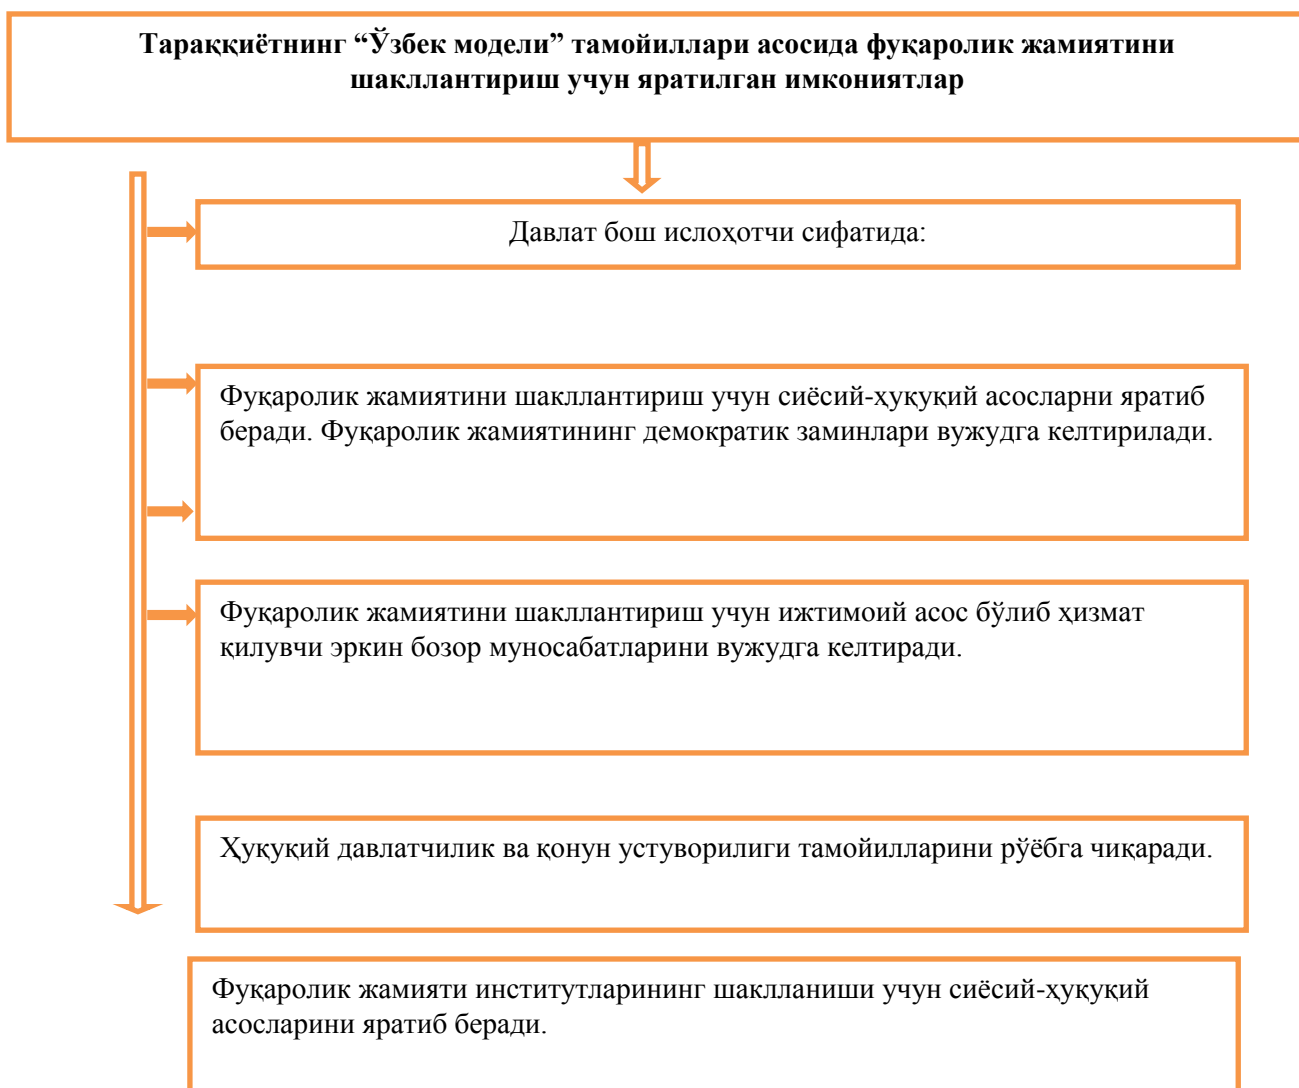 Тараққиётнинг “Ўзбек модели” тамойиллари асосида фуқаролик жамиятини
шакллантириш учун яратилган имкониятлар
Давлат бош ислоҳотчи сифатида:
Фуқаролик жамиятини шакллантириш учун сиёсий-ҳуқуқий асосларни яратиб
беради. Фуқаролик жамиятининг демократик заминлари вужудга келтирилади.
Фуқаролик жамиятини шакллантириш учун ижтимоий асос бўлиб ҳизмат
қилувчи эркин бозор муносабатларини вужудга келтиради.
Ҳуқуқий давлатчилик ва қонун устуворилиги тамойилларини рўёбга чиқаради.
Фуқаролик жамияти институтларининг шаклланиши учун сиёсий-ҳуқуқий
асосларини яратиб беради.